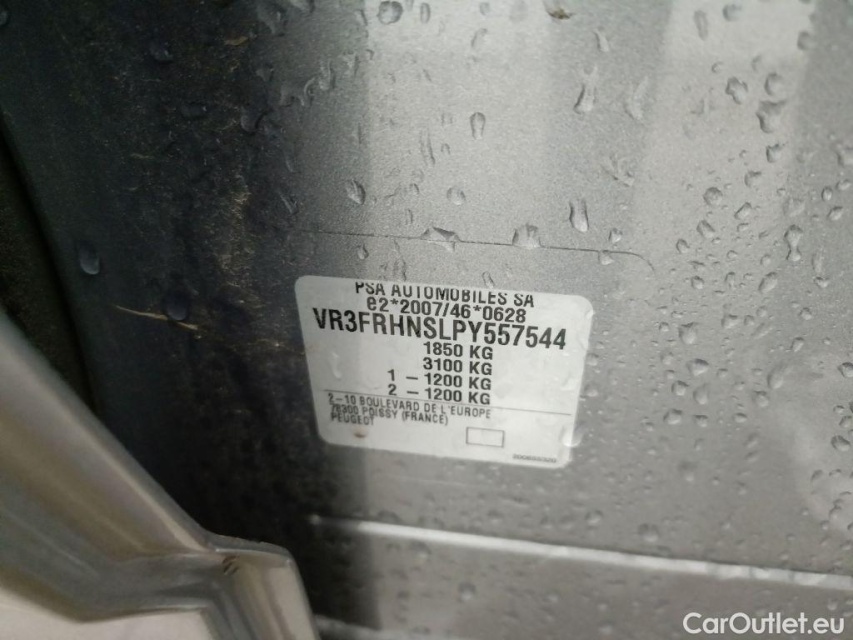 PSA AUTOMOBILES SA
e2*2007/46*0628
VR3FRHNSLPY557544
1850 KG
3100 KG
1 – 1200 KG
2 – 1200 KG
2–10 BOULEVARD DE L'EUROPE
78300 POISSY (FRANCE)
PEUGEOT
CarOutlet.eu